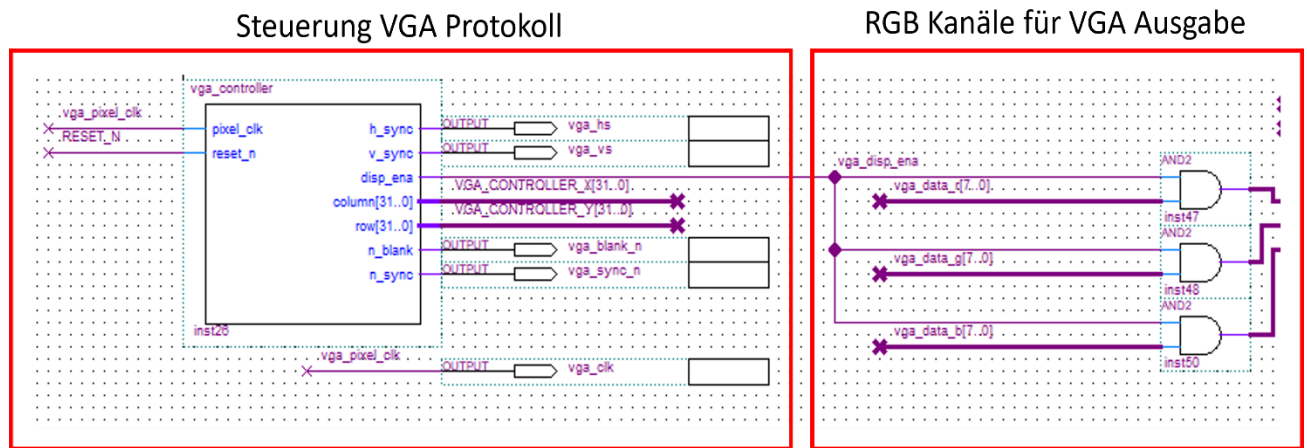 Steuerung VGA Protokoll
RGB Kanäle für VGA Ausgabe
vga_controller
vga_pixel_clk
RESET_N
pixel_clk
reset_n
h_sync
v_sync
disp_ena
column[31..0]
row[31..0]
n_blank
n_sync
inst26
OUTPUT vga_hs
OUTPUT vga_vs
VGA_CONTROLLER_X[31..0]
VGA_CONTROLLER_Y[31..0]
OUTPUT vga_blank_n
OUTPUT vga_sync_n
vga_pixel_clk
OUTPUT vga_clk
vga_disp_ena
AND2
vga_data_r[7..0]
inst47
AND2
vga_data_g[7..0]
inst48
AND2
vga_data_b[7..0]
inst50